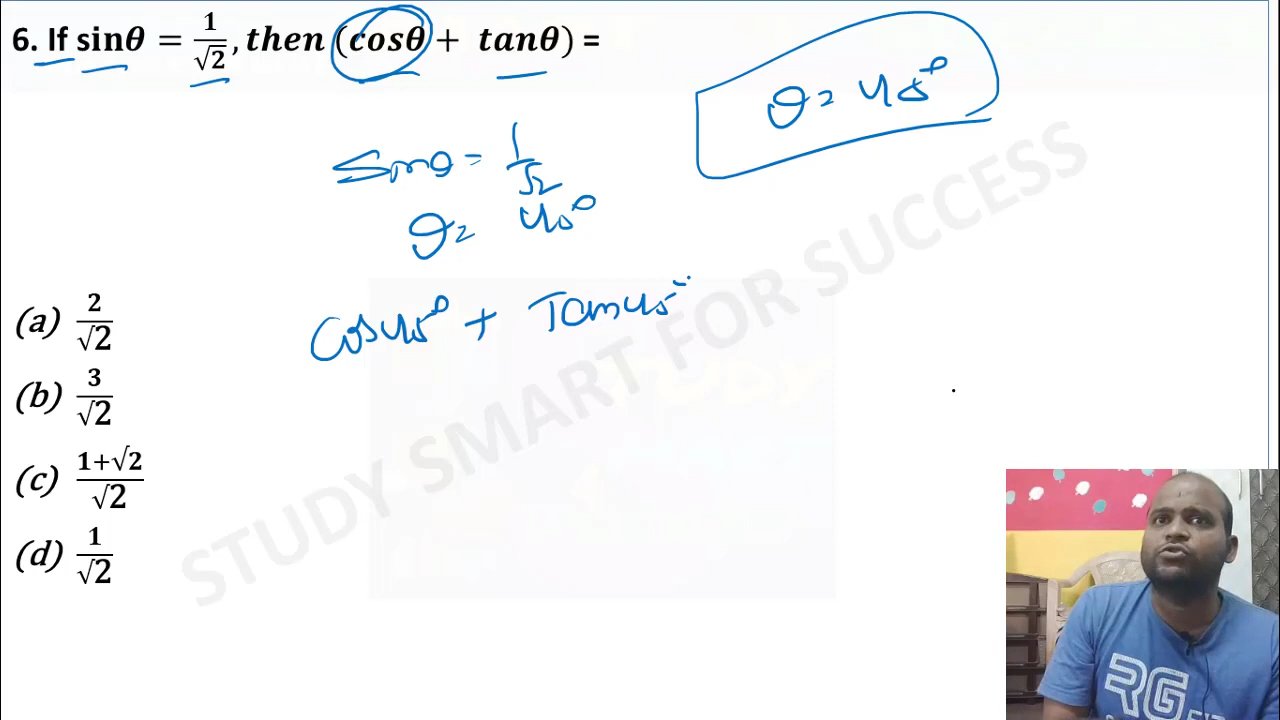 6. If sinθ = 1/√2, then (cosθ + tanθ) =
θ = 45°
Sinθ = 1/√2
θ = 45°
Cos45° + Tan45°
(a) 2/√2
(b) 3/√2
(c) 1+√2/√2
(d) 1/√2
STUDY SMART FOR SUCCESS
RG